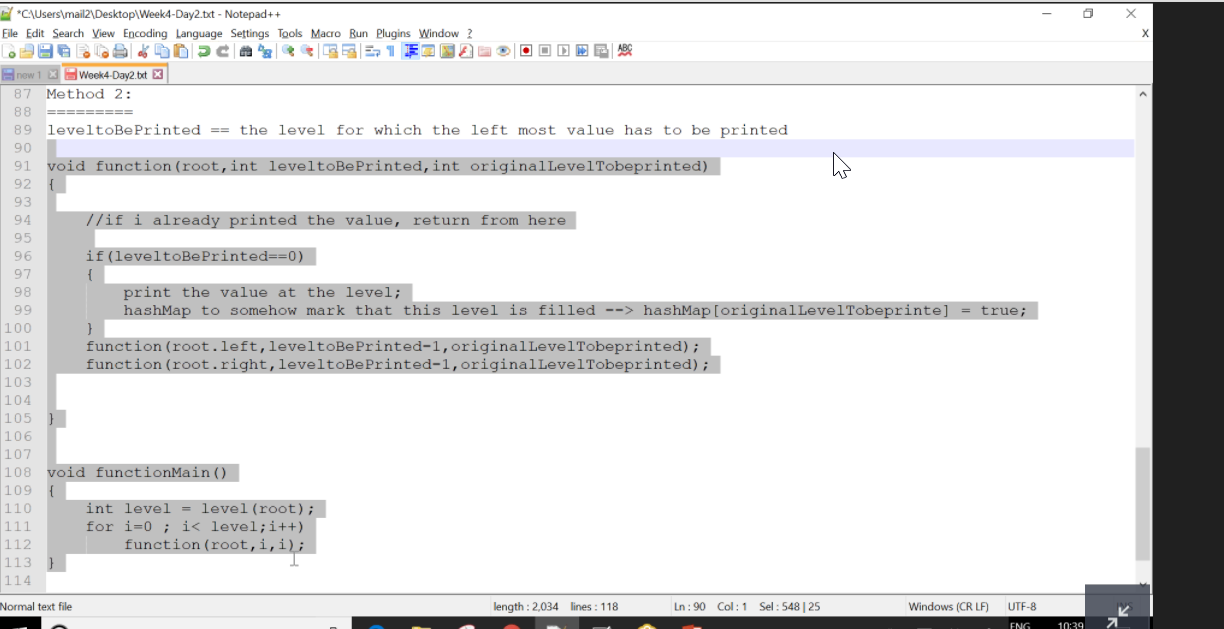 *C:\Users\mail2\Desktop\Week4-Day2.txt - Notepad++
File Edit Search View Encoding Language Settings Tools Macro Run Plugins Window ? X
new 1 Week4-Day2.txt
87 Method 2:
88 =========
89 leveltoBePrinted == the level for which the left most value has to be printed
90
91 void function(root,int leveltoBePrinted,int originalLevelTobeprinted)
92 {
93
94 //if i already printed the value, return from here
95
96 if(leveltoBePrinted==0)
97 {
98 print the value at the level;
99 hashMap to somehow mark that this level is filled --> hashMap[originalLevelTobeprinte] = true;
100 }
101 function(root.left,leveltoBePrinted-1,originalLevelTobeprinted);
102 function(root.right,leveltoBePrinted-1,originalLevelTobeprinted);
103
104
105 }
106
107
108 void functionMain()
109 {
110 int level = level(root);
111 for i=0 ; i< level;i++)
112 function(root,i,i);
113 }
114
Normal text file length : 2,034 lines : 118 Ln : 90 Col : 1 Sel : 548 | 25 Windows (CR LF) UTF-8
ENG 10:39